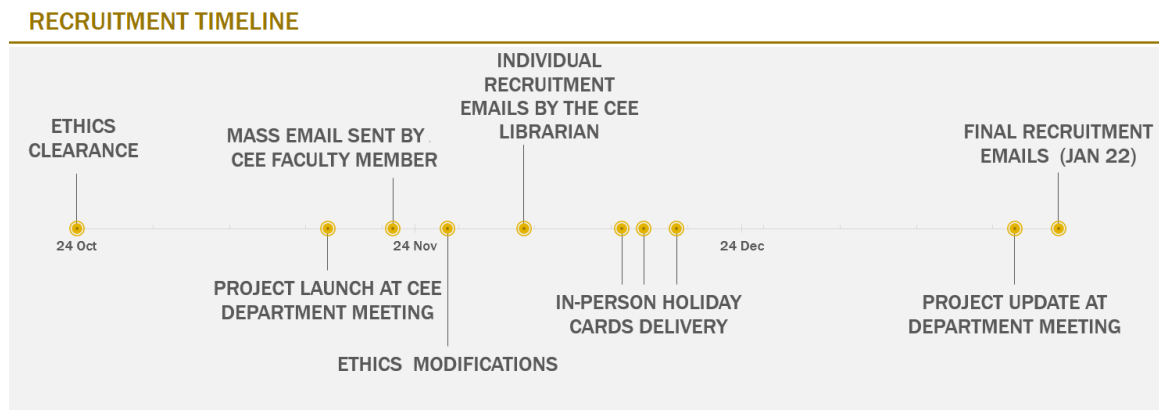 RECRUITMENT TIMELINE
INDIVIDUAL
RECRUITMENT
EMAILS BY THE CEE
LIBRARIAN
ETHICS
CLEARANCE
MASS EMAIL SENT BY
CEE FACULTY MEMBER
FINAL RECRUITMENT
EMAILS (JAN 22)
24 Oct
24 Nov
24 Dec
PROJECT LAUNCH AT CEE
DEPARTMENT MEETING
IN-PERSON HOLIDAY
CARDS DELIVERY
PROJECT UPDATE AT
DEPARTMENT MEETING
ETHICS MODIFICATIONS